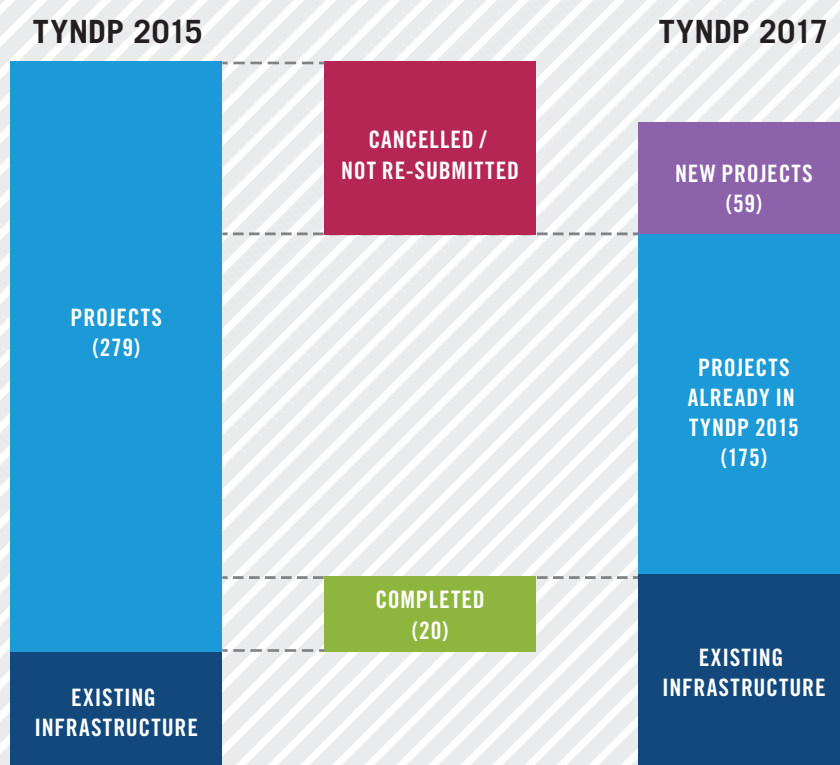 TYNDP 2015
TYNDP 2017
CANCELLED /
NOT RE-SUBMITTED
NEW PROJECTS
(59)
PROJECTS
(279)
PROJECTS
ALREADY IN
TYNDP 2015
(175)
COMPLETED
(20)
EXISTING
INFRASTRUCTURE
EXISTING
INFRASTRUCTURE